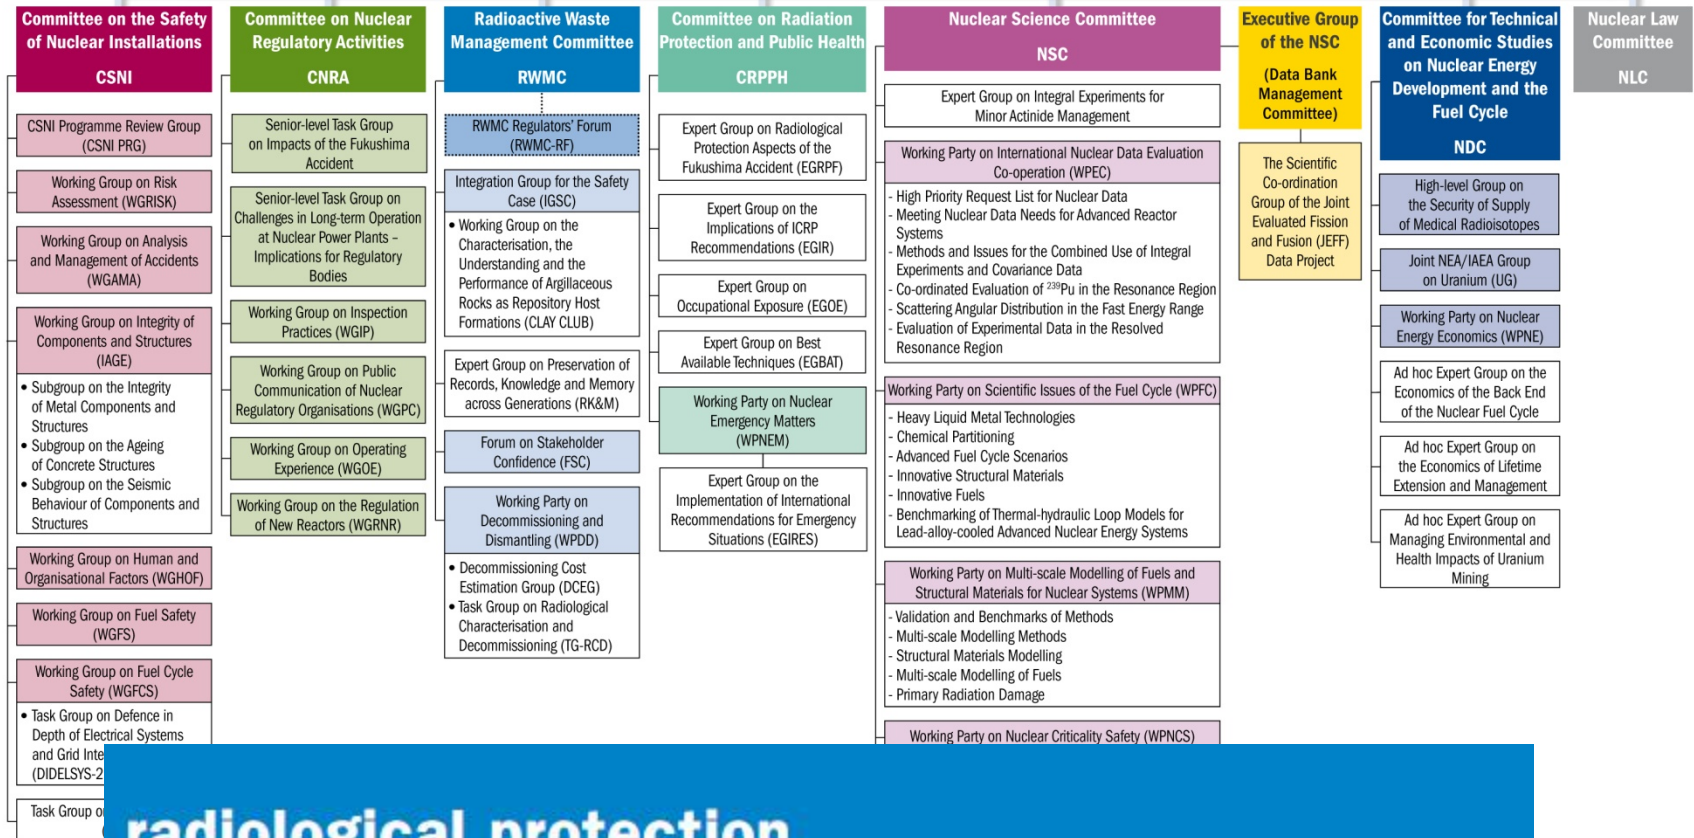 Committee on the Safety
of Nuclear Installations
CSNI
CSNI Programme Review Group
(CSNI PRG)
Working Group on Risk
Assessment (WGRISK)
Working Group on Analysis
and Management of Accidents
(WGAMA)
Working Group on Integrity of
Components and Structures
(IAGE)
• Subgroup on the Integrity
of Metal Components and
Structures
• Subgroup on the Ageing
of Concrete Structures
• Subgroup on the Seismic
Behaviour of Components and
Structures
Working Group on Human and
Organisational Factors (WGHOF)
Working Group on Fuel Safety
(WGFS)
Working Group on Fuel Cycle
Safety (WGFCS)
• Task Group on Defence in
Depth of Electrical Systems
and Grid Inte
(DIDELSYS-2
Task Group o
Committee on Nuclear
Regulatory Activities
CNRA
Senior-level Task Group
on Impacts of the Fukushima
Accident
Senior-level Task Group on
Challenges in Long-term Operation
at Nuclear Power Plants –
Implications for Regulatory
Bodies
Working Group on Inspection
Practices (WGIP)
Working Group on Public
Communication of Nuclear
Regulatory Organisations (WGPC)
Working Group on Operating
Experience (WGOE)
Working Group on the Regulation
of New Reactors (WGRNR)
Radioactive Waste
Management Committee
RWMC
RWMC Regulators' Forum
(RWMC-RF)
Integration Group for the Safety
Case (IGSC)
• Working Group on the
Characterisation, the
Understanding and the
Performance of Argillaceous
Rocks as Repository Host
Formations (CLAY CLUB)
Expert Group on Preservation of
Records, Knowledge and Memory
across Generations (RK&M)
Forum on Stakeholder
Confidence (FSC)
Working Party on
Decommissioning and
Dismantling (WPDD)
• Decommissioning Cost
Estimation Group (DCEG)
• Task Group on Radiological
Characterisation and
Decommissioning (TG-RCD)
Committee on Radiation
Protection and Public Health
CRPPH
Expert Group on Radiological
Protection Aspects of the
Fukushima Accident (EGRPF)
Expert Group on the
Implications of ICRP
Recommendations (EGIR)
Expert Group on
Occupational Exposure (EGOE)
Expert Group on Best
Available Techniques (EGBAT)
Working Party on Nuclear
Emergency Matters
(WPNEM)
Expert Group on the
Implementation of International
Recommendations for Emergency
Situations (EGIRES)
Nuclear Science Committee
NSC
Expert Group on Integral Experiments for
Minor Actinide Management
Working Party on International Nuclear Data Evaluation
Co-operation (WPEC)
- High Priority Request List for Nuclear Data
- Meeting Nuclear Data Needs for Advanced Reactor
Systems
- Methods and Issues for the Combined Use of Integral
Experiments and Covariance Data
- Co-ordinated Evaluation of ²³⁹Pu in the Resonance Region
- Scattering Angular Distribution in the Fast Energy Range
- Evaluation of Experimental Data in the Resolved
Resonance Region
Working Party on Scientific Issues of the Fuel Cycle (WPFC)
- Heavy Liquid Metal Technologies
- Chemical Partitioning
- Advanced Fuel Cycle Scenarios
- Innovative Structural Materials
- Innovative Fuels
- Benchmarking of Thermal-hydraulic Loop Models for
Lead-alloy-cooled Advanced Nuclear Energy Systems
Working Party on Multi-scale Modelling of Fuels and
Structural Materials for Nuclear Systems (WPMM)
- Validation and Benchmarks of Methods
- Multi-scale Modelling Methods
- Structural Materials Modelling
- Multi-scale Modelling of Fuels
- Primary Radiation Damage
Working Party on Nuclear Criticality Safety (WPNCS)
Executive Group
of the NSC
(Data Bank
Management
Committee)
The Scientific
Co-ordination
Group of the Joint
Evaluated Fission
and Fusion (JEFF)
Data Project
Committee for Technical
and Economic Studies
on Nuclear Energy
Development and the
Fuel Cycle
NDC
High-level Group on
the Security of Supply
of Medical Radioisotopes
Joint NEA/IAEA Group
on Uranium (UG)
Working Party on Nuclear
Energy Economics (WPNE)
Ad hoc Expert Group on the
Economics of the Back End
of the Nuclear Fuel Cycle
Ad hoc Expert Group on
the Economics of Lifetime
Extension and Management
Ad hoc Expert Group on
Managing Environmental and
Health Impacts of Uranium
Mining
Nuclear Law
Committee
NLC
radiological protection